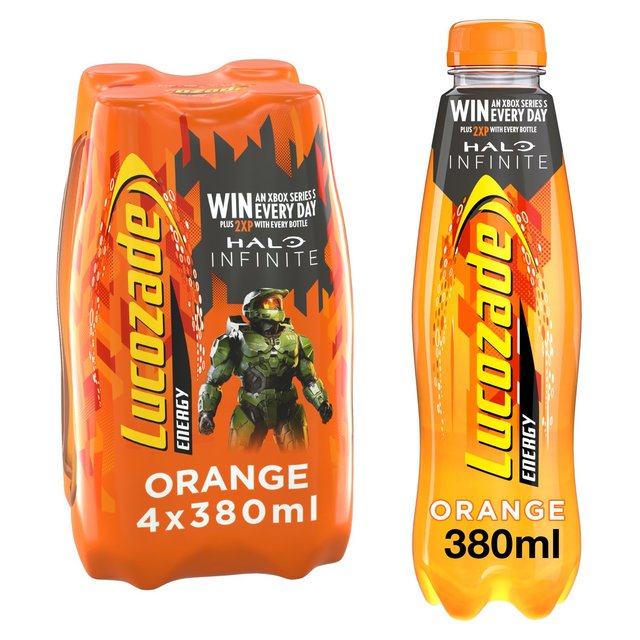 Lucozade
WIN AN XBOX SERIES S
EVERY DAY
PLUS 2XP WITH EVERY BOTTLE
HALO
INFINITE
Lucozade
ENERGY
ORANGE
4x380ml
WIN AN XBOX SERIES S
EVERY DAY
PLUS 2XP WITH EVERY BOTTLE
HALO
INFINITE
Lucozade
ENERGY
ORANGE
380ml